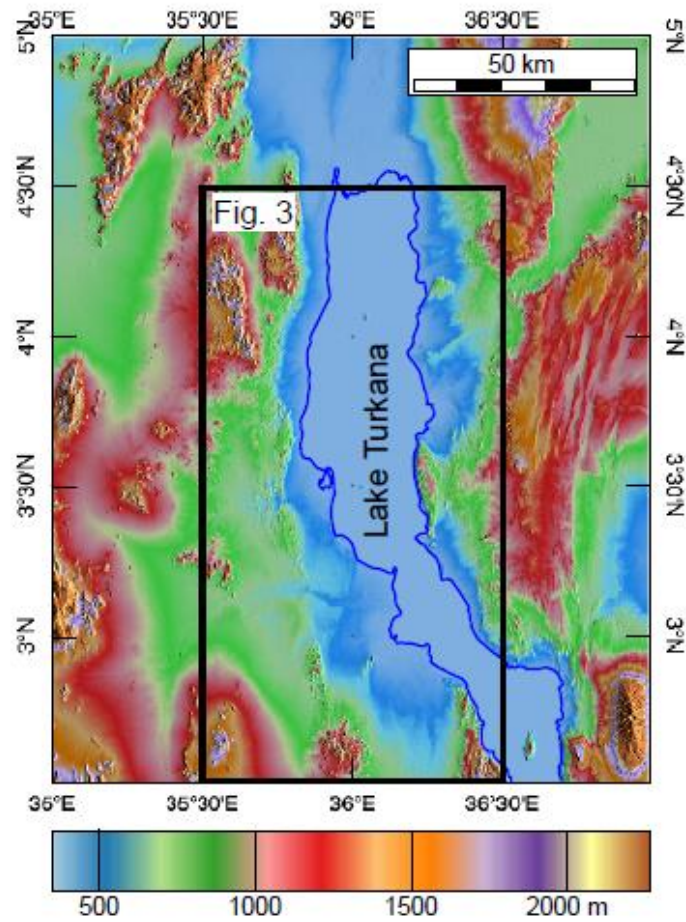 35°E 35°30'E 36°E 36°30'E
5°N 5°N
50 km
4°30'N 4°30'N
Fig. 3
4°N 4°N
Lake Turkana
3°30'N 3°30'N
3°N 3°N
35°E 35°30'E 36°E 36°30'E
500 1000 1500 2000 m